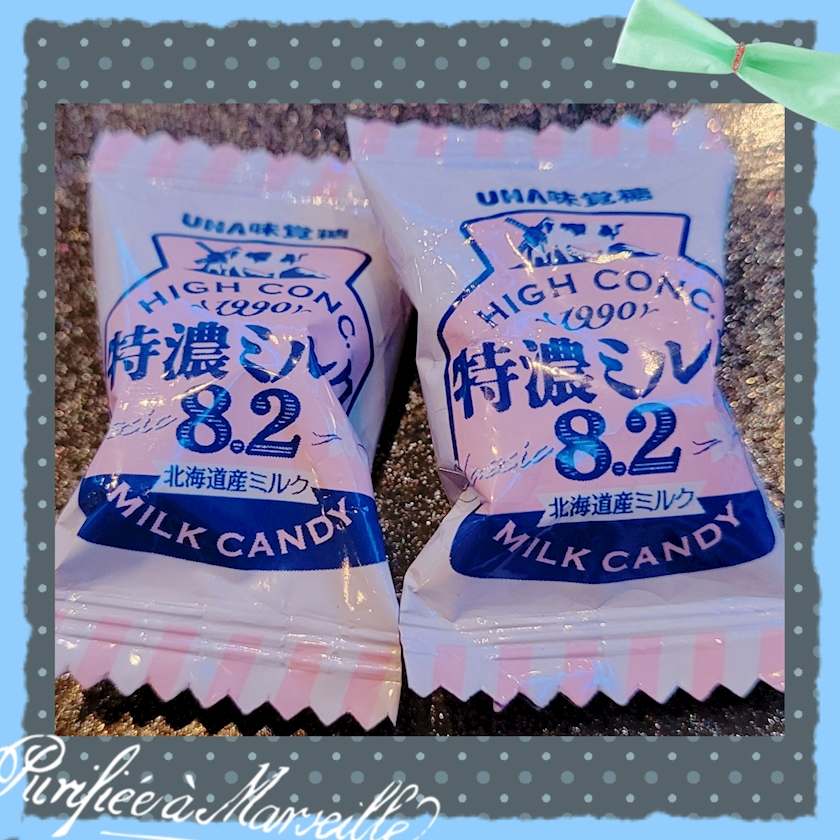 UHA味覚糖
HIGH CONC.
1990
特濃ミル
8.2
北海道産ミルク
MILK CANDY
UHA味覚糖
HIGH CONC.
1990
特濃ミル
8.2
北海道産ミルク
MILK CANDY
Purifiée à Marseille